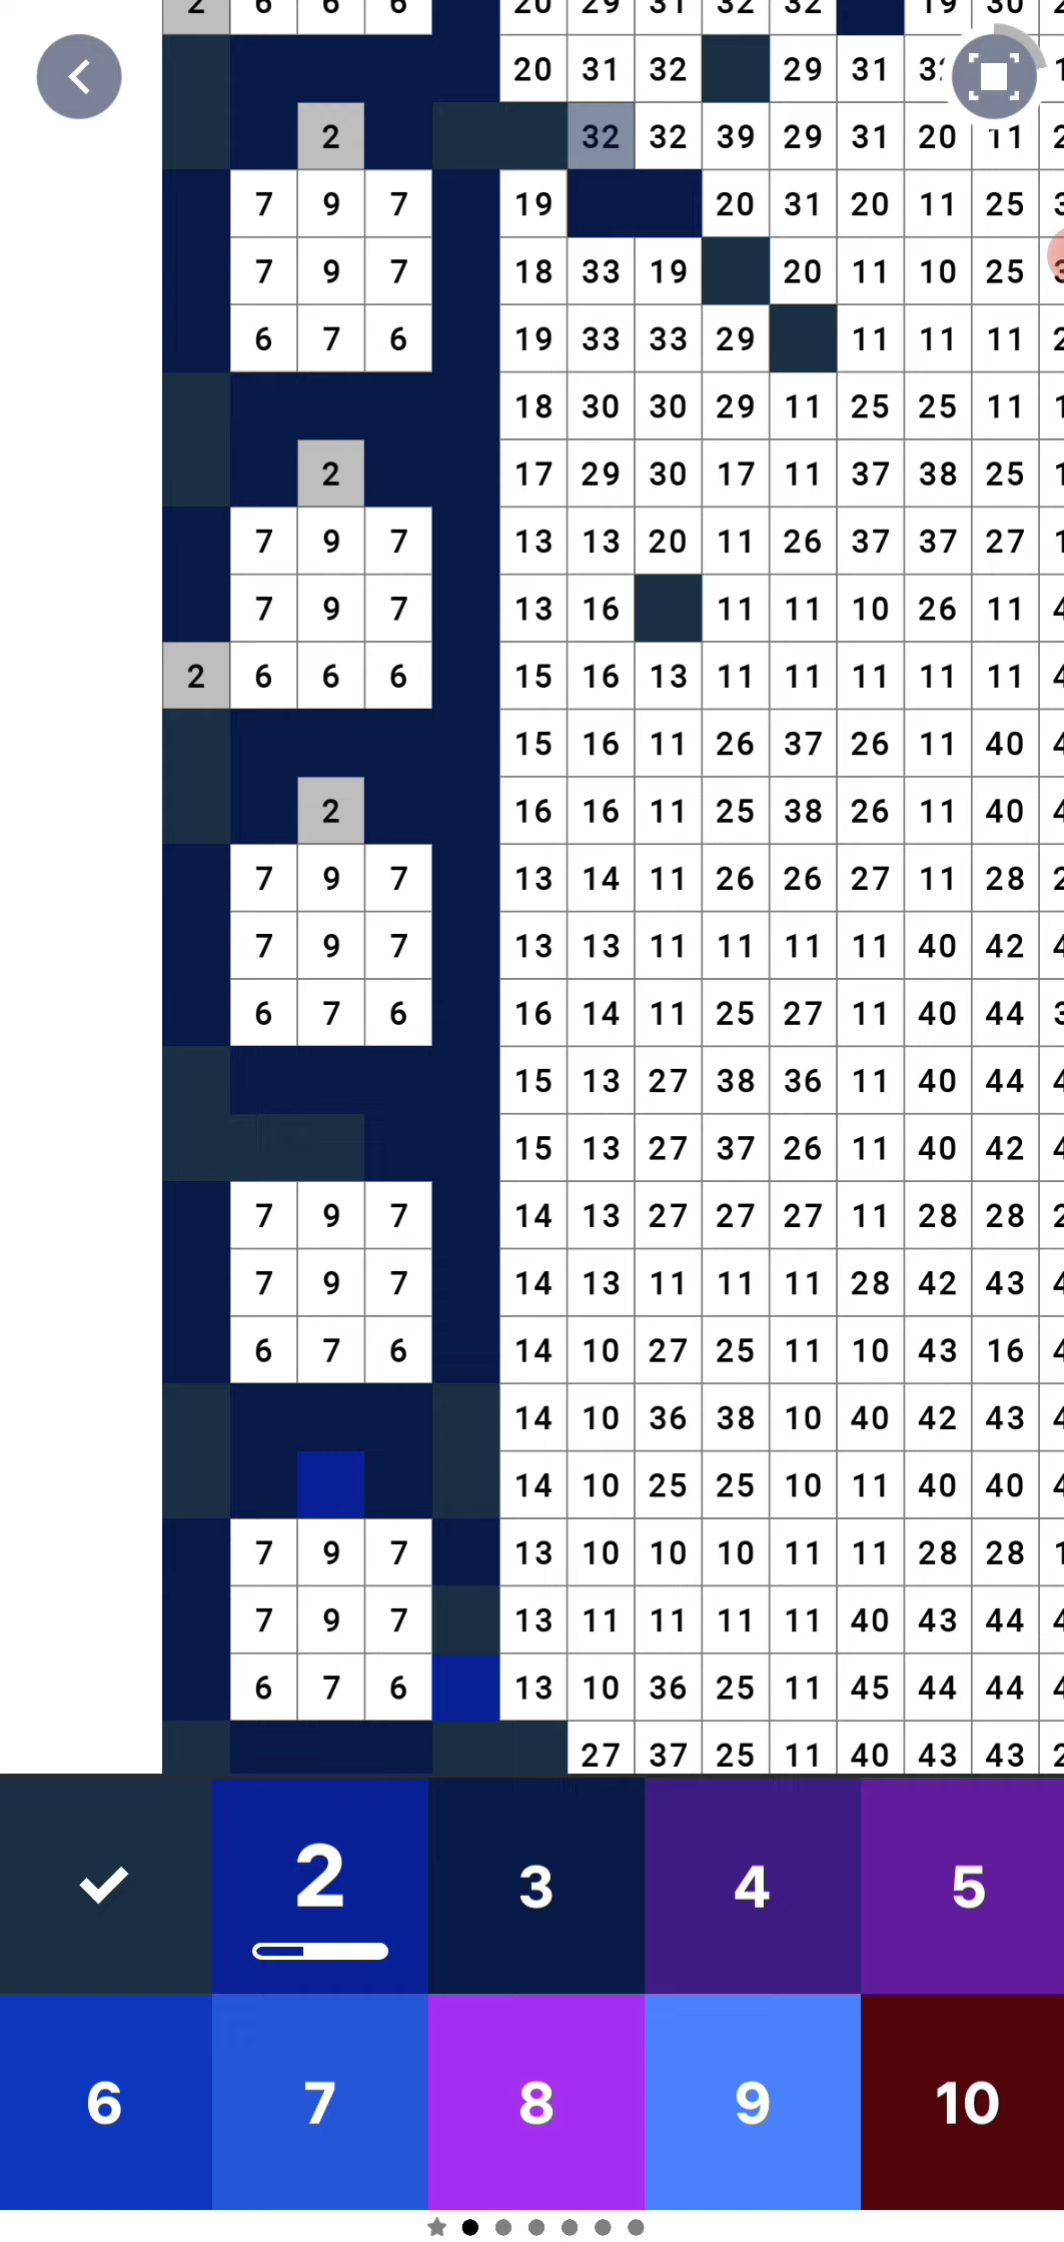 2 6 6 6 20 29 31 32 32 19 30
20 31 32 29 31
2 32 32 39 29 31 20 11
7 9 7 19 20 31 20 11 25
7 9 7 18 33 19 20 11 10 25
6 7 6 19 33 33 29 11 11 11
18 30 30 29 11 25 25 11
2 17 29 30 17 11 37 38 25
7 9 7 13 13 20 11 26 37 37 27
7 9 7 13 16 11 11 10 26 11
2 6 6 6 15 16 13 11 11 11 11 11
15 16 11 26 37 26 11 40
2 16 16 11 25 38 26 11 40
7 9 7 13 14 11 26 26 27 11 28
7 9 7 13 13 11 11 11 11 40 42
6 7 6 16 14 11 25 27 11 40 44
15 13 27 38 36 11 40 44
15 13 27 37 26 11 40 42
7 9 7 14 13 27 27 27 11 28 28
7 9 7 14 13 11 11 11 28 42 43
6 7 6 14 10 27 25 11 10 43 16
14 10 36 38 10 40 42 43
14 10 25 25 10 11 40 40
7 9 7 13 10 10 10 11 11 28 28
7 9 7 13 11 11 11 11 40 43 44
6 7 6 13 10 36 25 11 45 44 44
27 37 25 11 40 43 43
2 3 4 5
6 7 8 9 10